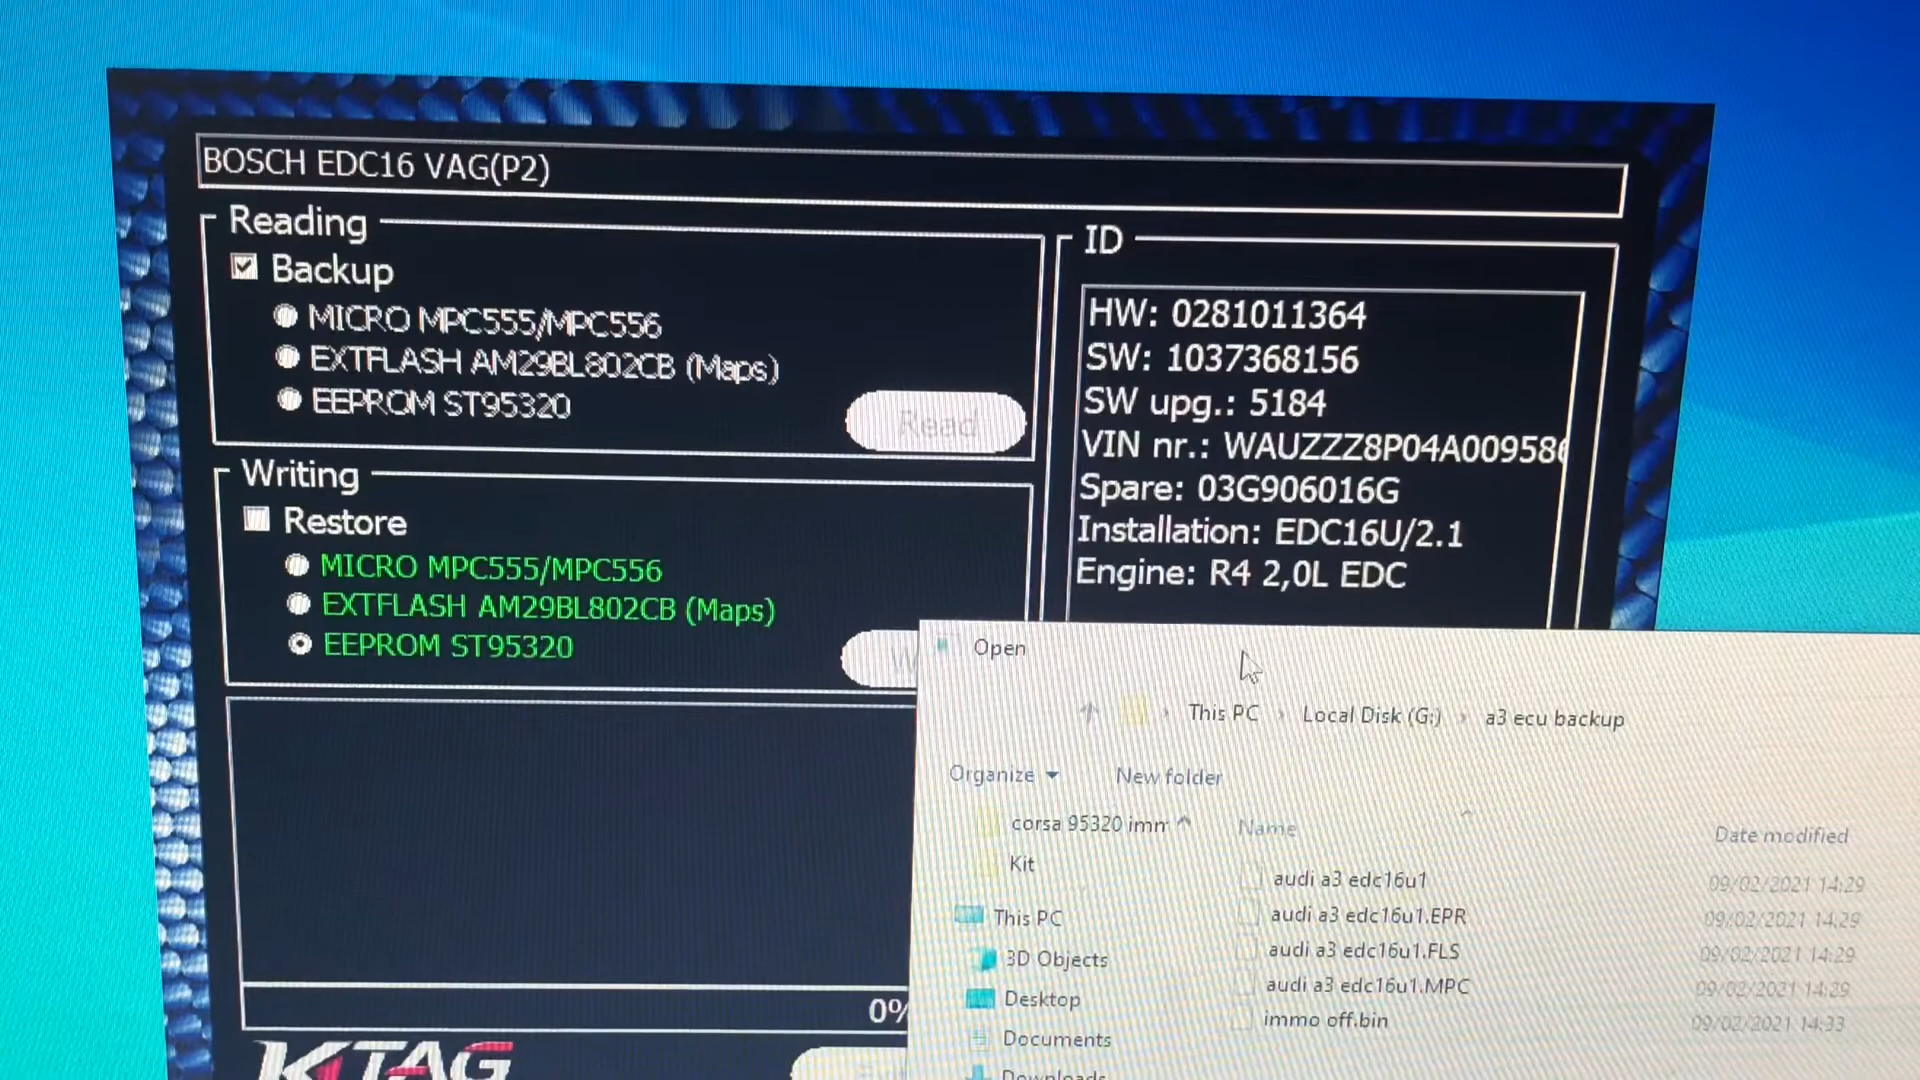 BOSCH EDC16 VAG(P2)
Reading
Backup
MICRO MPC555/MPC556
EXTFLASH AM29BL802CB (Maps)
EEPROM ST95320
Read
Writing
Restore
MICRO MPC555/MPC556
EXTFLASH AM29BL802CB (Maps)
EEPROM ST95320
W
0%
KTAG
ID
HW: 0281011364
SW: 1037368156
SW upg.: 5184
VIN nr.: WAUZZZ8P04A009586
Spare: 03G906016G
Installation: EDC16U/2.1
Engine: R4 2,0L EDC
Open
This PC › Local Disk (G:) › a3 ecu backup
Organize
New folder
corsa 95320 imm
Kit
This PC
3D Objects
Desktop
Documents
Downloads
Name
Date modified
audi a3 edc16u1 09/02/2021 14:29
audi a3 edc16u1.EPR 09/02/2021 14:29
audi a3 edc16u1.FLS 09/02/2021 14:29
audi a3 edc16u1.MPC 09/02/2021 14:29
immo off.bin 09/02/2021 14:33